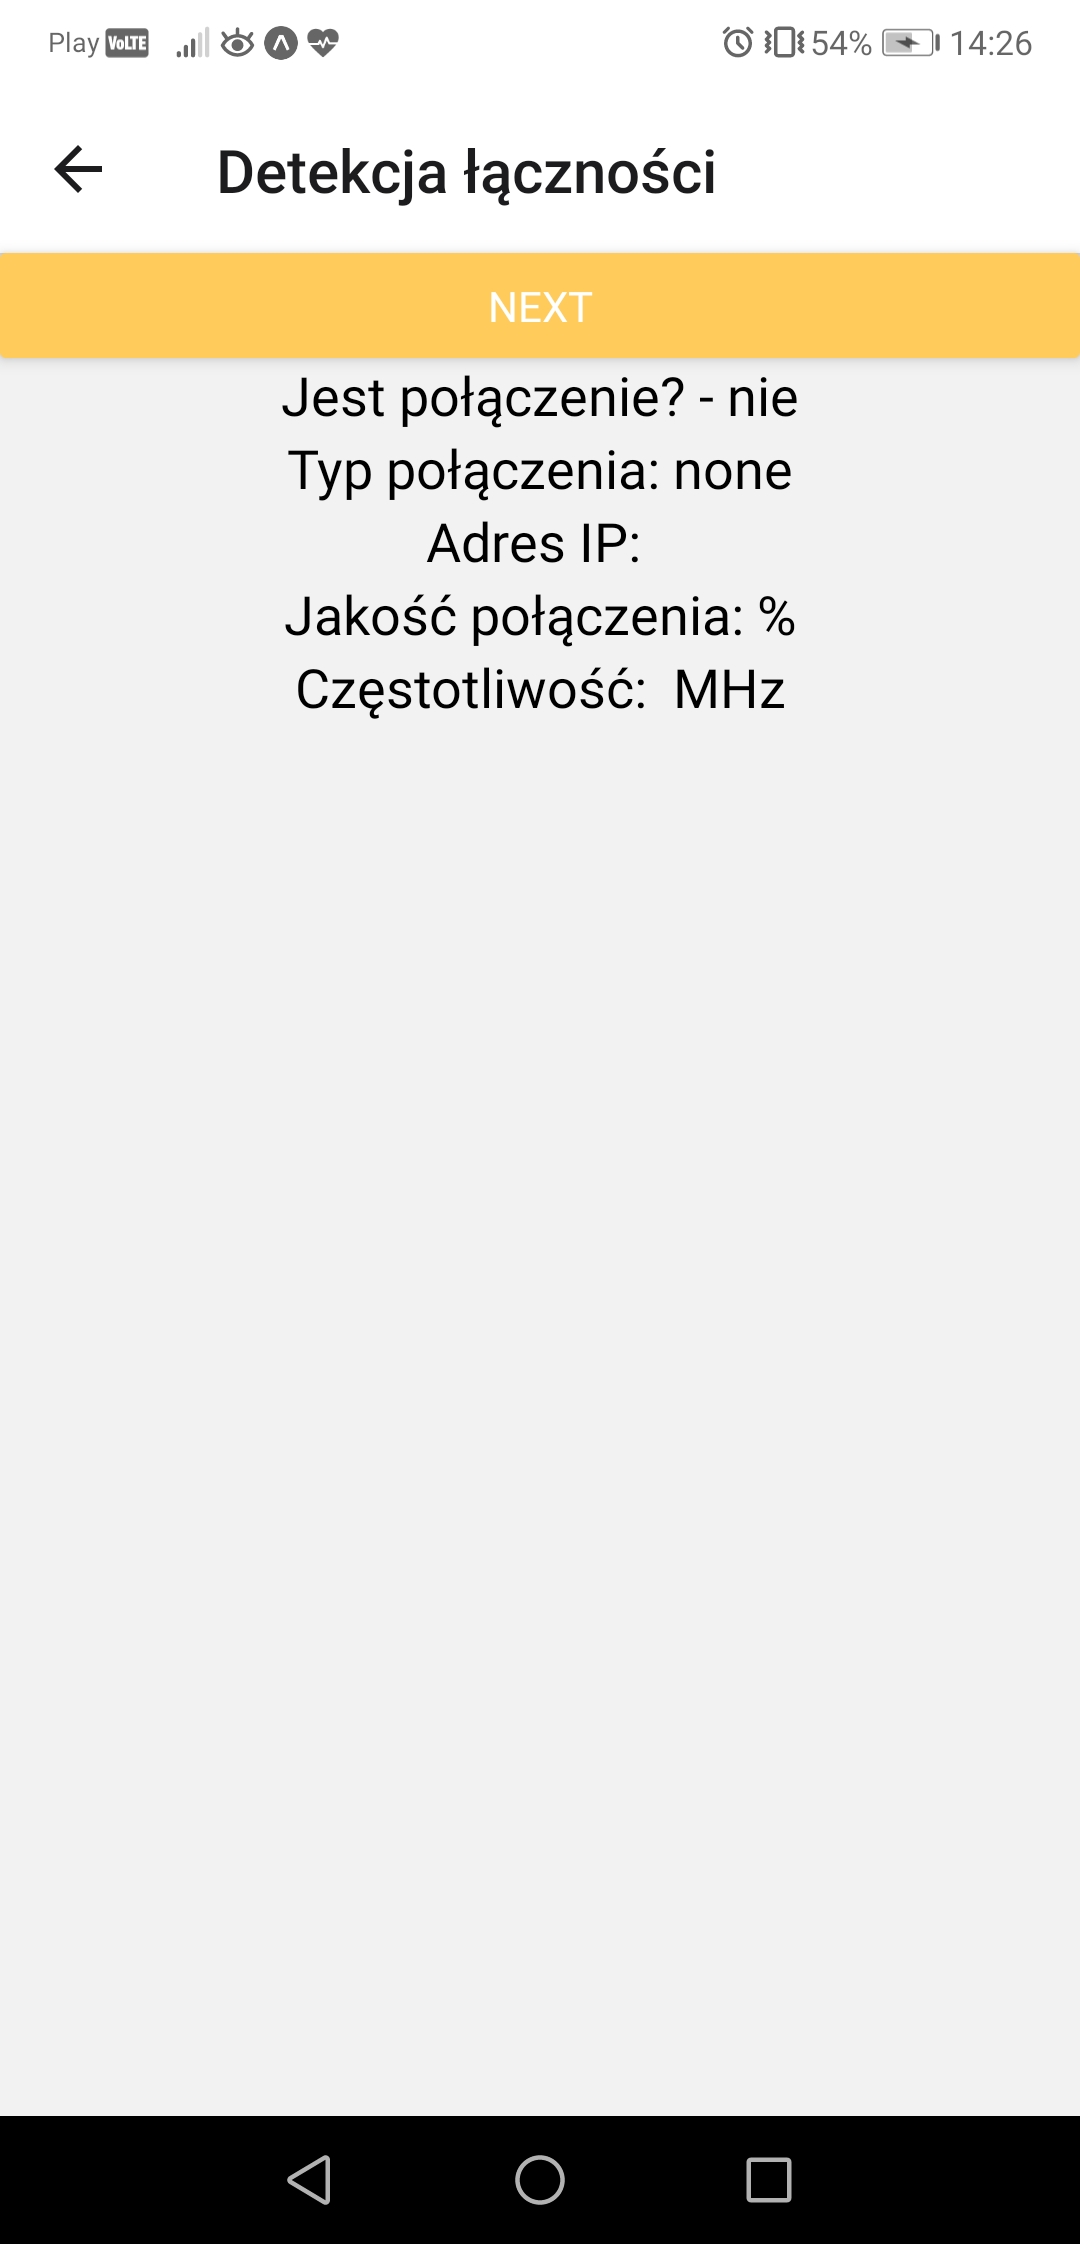 Play VoLTE 54% 14:26
Detekcja łączności
NEXT
Jest połączenie? - nie
Typ połączenia: none
Adres IP:
Jakość połączenia: %
Częstotliwość:  MHz